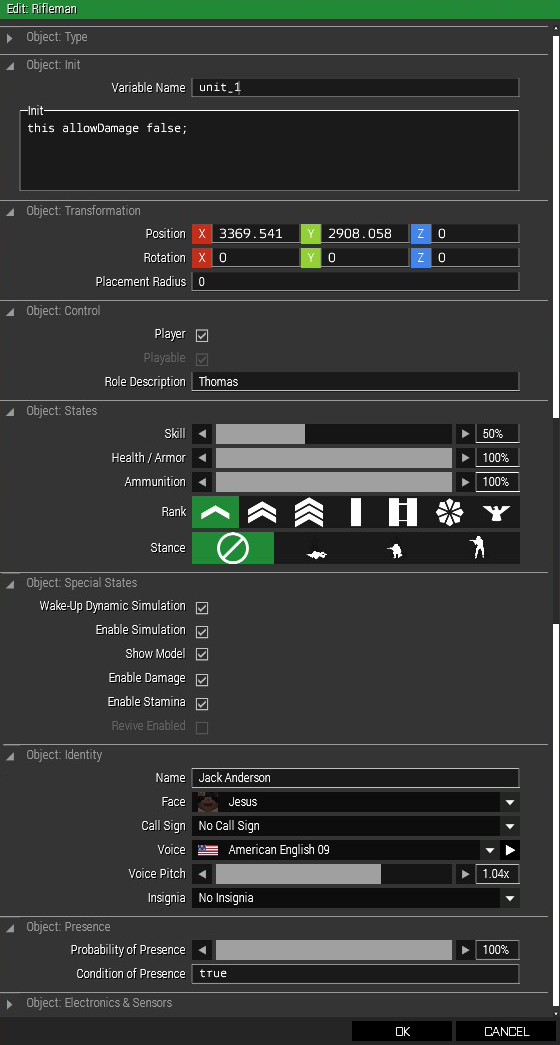 Edit: Rifleman
Object: Type
Object: Init
Variable Name unit_1
Init
this allowDamage false;
Object: Transformation
Position X 3369.541 Y 2908.058 Z 0
Rotation X 0 Y 0 Z 0
Placement Radius 0
Object: Control
Player
Playable
Role Description Thomas
Object: States
Skill 50%
Health / Armor 100%
Ammunition 100%
Rank
Stance
Object: Special States
Wake-Up Dynamic Simulation
Enable Simulation
Show Model
Enable Damage
Enable Stamina
Revive Enabled
Object: Identity
Name Jack Anderson
Face Jesus
Call Sign No Call Sign
Voice American English 09
Voice Pitch 1.04x
Insignia No Insignia
Object: Presence
Probability of Presence 100%
Condition of Presence true
Object: Electronics & Sensors
OK CANCEL